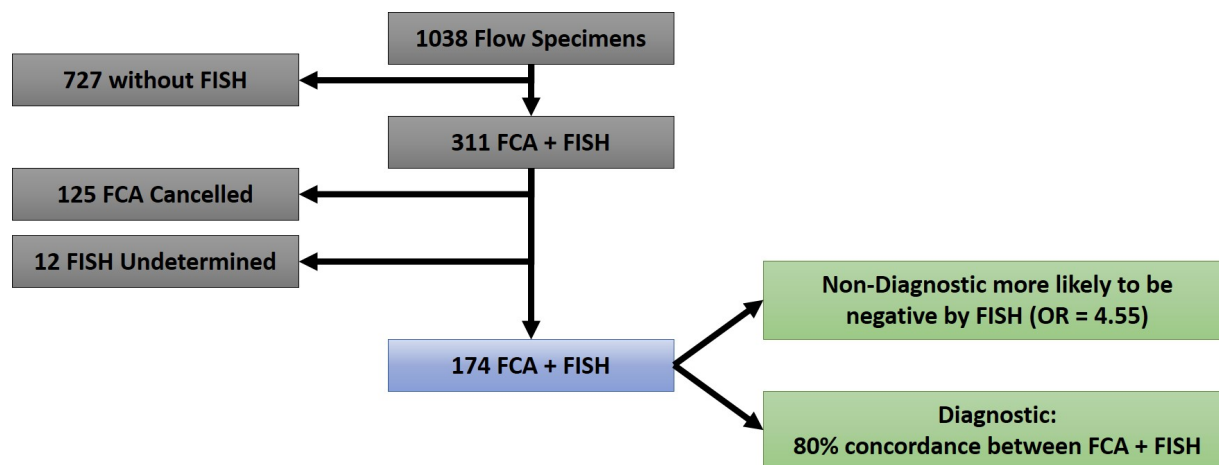 1038 Flow Specimens
727 without FISH
311 FCA + FISH
125 FCA Cancelled
12 FISH Undetermined
174 FCA + FISH
Non-Diagnostic more likely to be
negative by FISH (OR = 4.55)
Diagnostic:
80% concordance between FCA + FISH